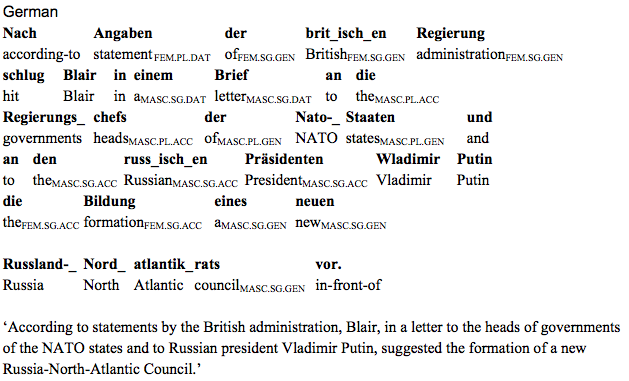 German
Nach Angaben der brit_isch_en Regierung
according-to statementFEM.PL.DAT ofFEM.SG.GEN BritishFEM.SG.GEN administrationFEM.SG.GEN
schlug Blair in einem Brief an die
hit Blair in aMASC.SG.DAT letterMASC.SG.DAT to theMASC.PL.ACC
Regierungs_ chefs der Nato-_ Staaten und
governments headsMASC.PL.ACC ofMASC.PL.GEN NATO statesMASC.PL.GEN and
an den russ_isch_en Präsidenten Wladimir Putin
to theMASC.SG.ACC RussianMASC.SG.ACC PresidentMASC.SG.ACC Vladimir Putin
die Bildung eines neuen
theFEM.SG.ACC formationFEM.SG.ACC aMASC.SG.GEN newMASC.SG.GEN
Russland-_ Nord_ atlantik_rats vor.
Russia North Atlantic councilMASC.SG.GEN in-front-of
‘According to statements by the British administration, Blair, in a letter to the heads of governments
of the NATO states and to Russian president Vladimir Putin, suggested the formation of a new
Russia-North-Atlantic Council.’